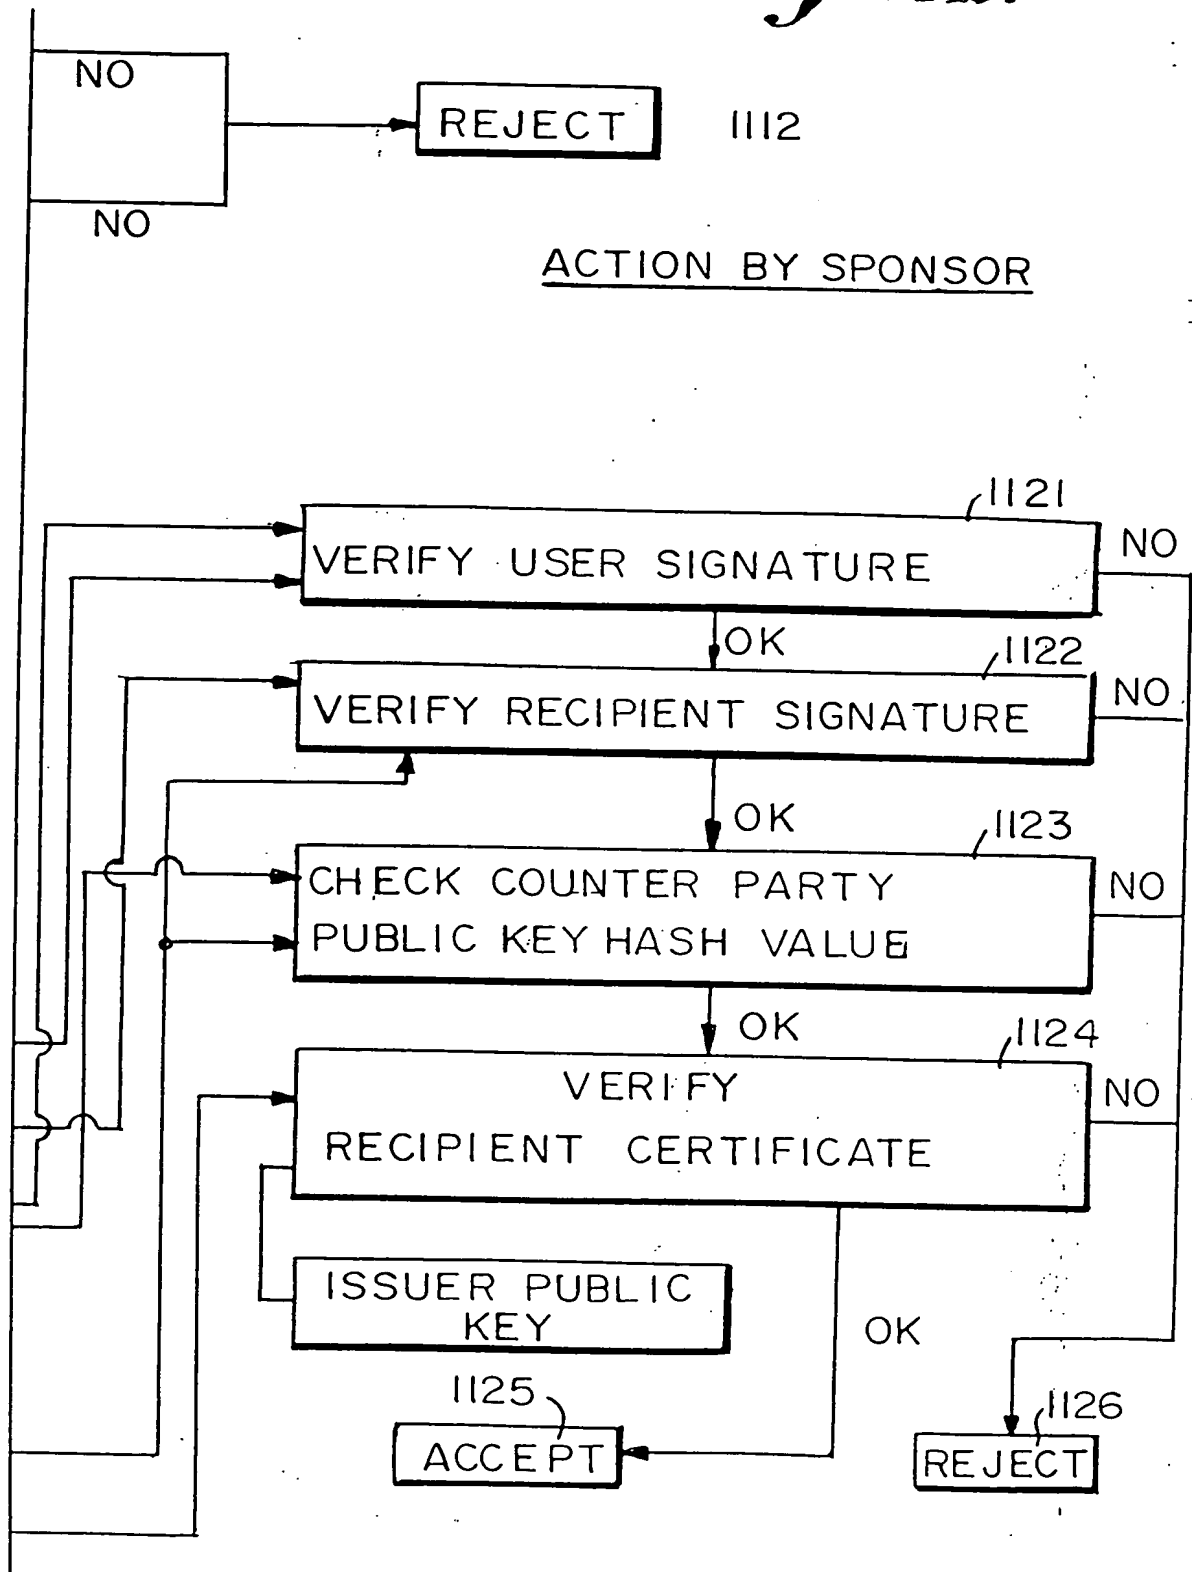 NO
REJECT 1112
NO
ACTION BY SPONSOR
1121
VERIFY USER SIGNATURE
NO
OK
1122
VERIFY RECIPIENT SIGNATURE
NO
OK
1123
CHECK COUNTER PARTY
PUBLIC KEY HASH VALUE
NO
OK
1124
VERIFY
RECIPIENT CERTIFICATE
NO
ISSUER PUBLIC
KEY
OK
1125
ACCEPT
1126
REJECT